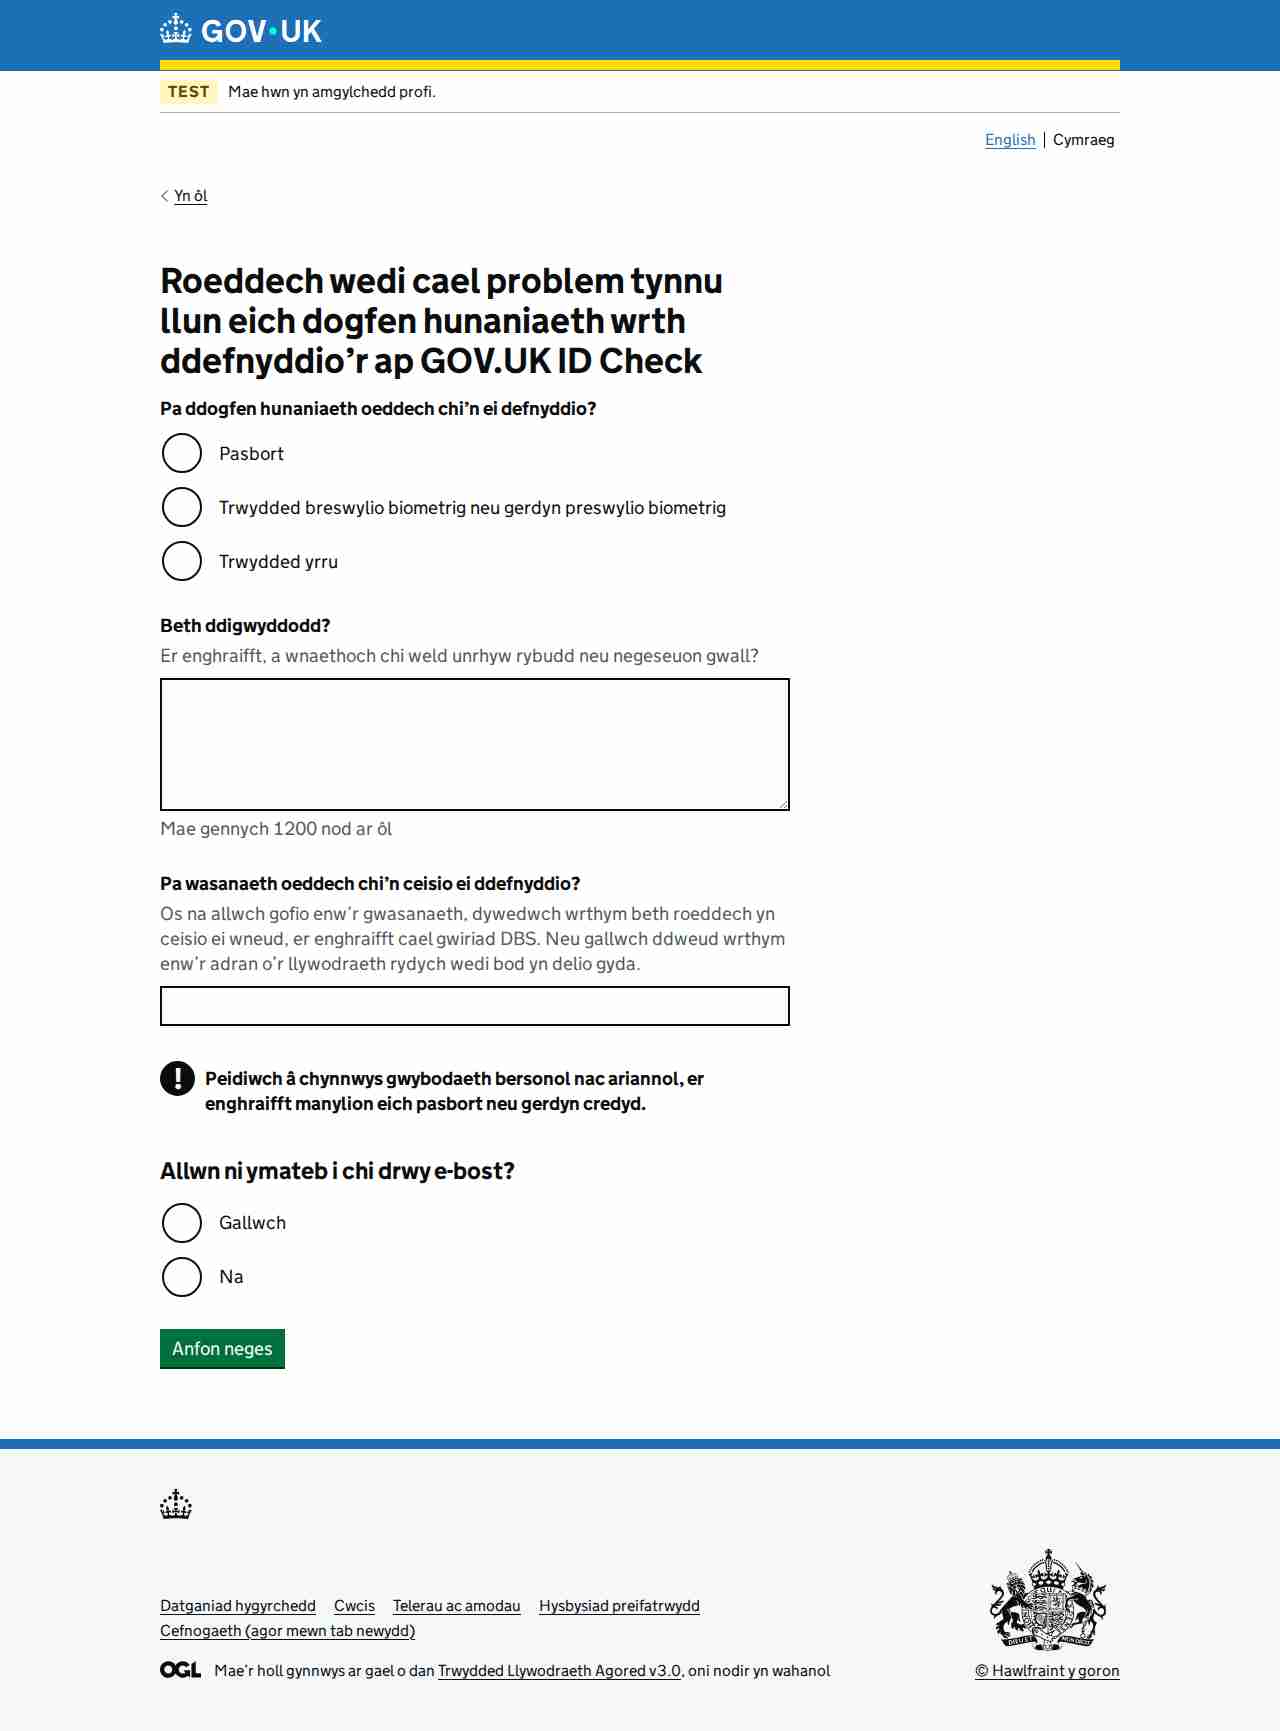 GOV·UK
TEST Mae hwn yn amgylchedd profi.
English Cymraeg
Yn ôl
Roeddech wedi cael problem tynnu
llun eich dogfen hunaniaeth wrth
ddefnyddio’r ap GOV.UK ID Check
Pa ddogfen hunaniaeth oeddech chi’n ei defnyddio?
Pasbort
Trwydded breswylio biometrig neu gerdyn preswylio biometrig
Trwydded yrru
Beth ddigwyddodd?
Er enghraifft, a wnaethoch chi weld unrhyw rybudd neu negeseuon gwall?
Mae gennych 1200 nod ar ôl
Pa wasanaeth oeddech chi’n ceisio ei ddefnyddio?
Os na allwch gofio enw’r gwasanaeth, dywedwch wrthym beth roeddech yn
ceisio ei wneud, er enghraifft cael gwiriad DBS. Neu gallwch ddweud wrthym
enw’r adran o’r llywodraeth rydych wedi bod yn delio gyda.
! Peidiwch â chynnwys gwybodaeth bersonol nac ariannol, er
enghraifft manylion eich pasbort neu gerdyn credyd.
Allwn ni ymateb i chi drwy e-bost?
Gallwch
Na
Anfon neges
Datganiad hygyrchedd Cwcis Telerau ac amodau Hysbysiad preifatrwydd
Cefnogaeth (agor mewn tab newydd)
OGL Mae’r holl gynnwys ar gael o dan Trwydded Llywodraeth Agored v3.0, oni nodir yn wahanol
© Hawlfraint y goron